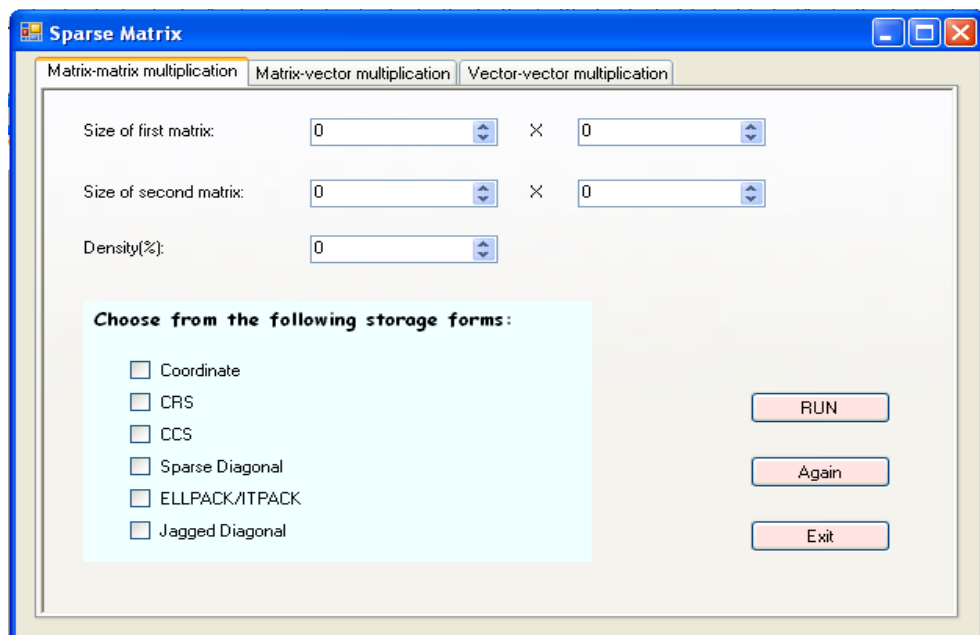 Sparse Matrix
Matrix-matrix multiplication Matrix-vector multiplication Vector-vector multiplication
Size of first matrix: 0 X 0
Size of second matrix: 0 X 0
Density(%): 0
Choose from the following storage forms:
Coordinate
CRS
RUN
CCS
Sparse Diagonal
Again
ELLPACK/ITPACK
Jagged Diagonal
Exit